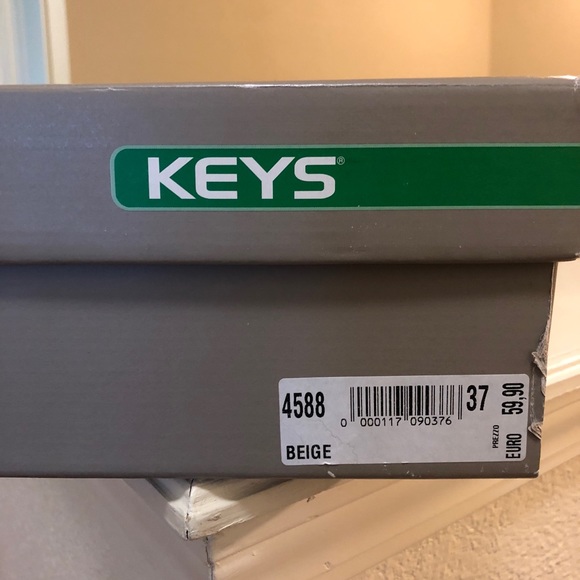 KEYS®
4588 37
0 000117 090376
BEIGE
PREZZO
EURO 59,90